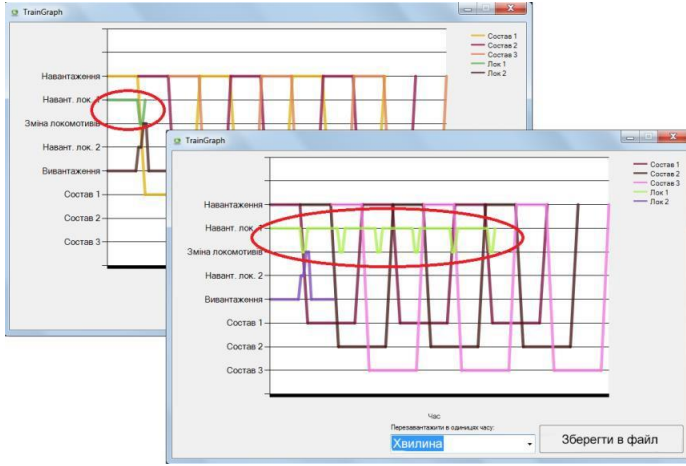 TrainGraph
Состав 1
Состав 2
Состав 3
Лок 1
Лок 2
Навантаження
Навант. лок. 1
Зміна локомотивів
Навант. лок. 2
Вивантаження
Состав 1
Состав 2
Состав 3
TrainGraph
Состав 1
Состав 2
Состав 3
Лок 1
Лок 2
Навантаження
Навант. лок. 1
Зміна локомотивів
Навант. лок. 2
Вивантаження
Состав 1
Состав 2
Состав 3
Час
Перезавантажити в одиницях часу:
Хвилина
Зберегти в файл